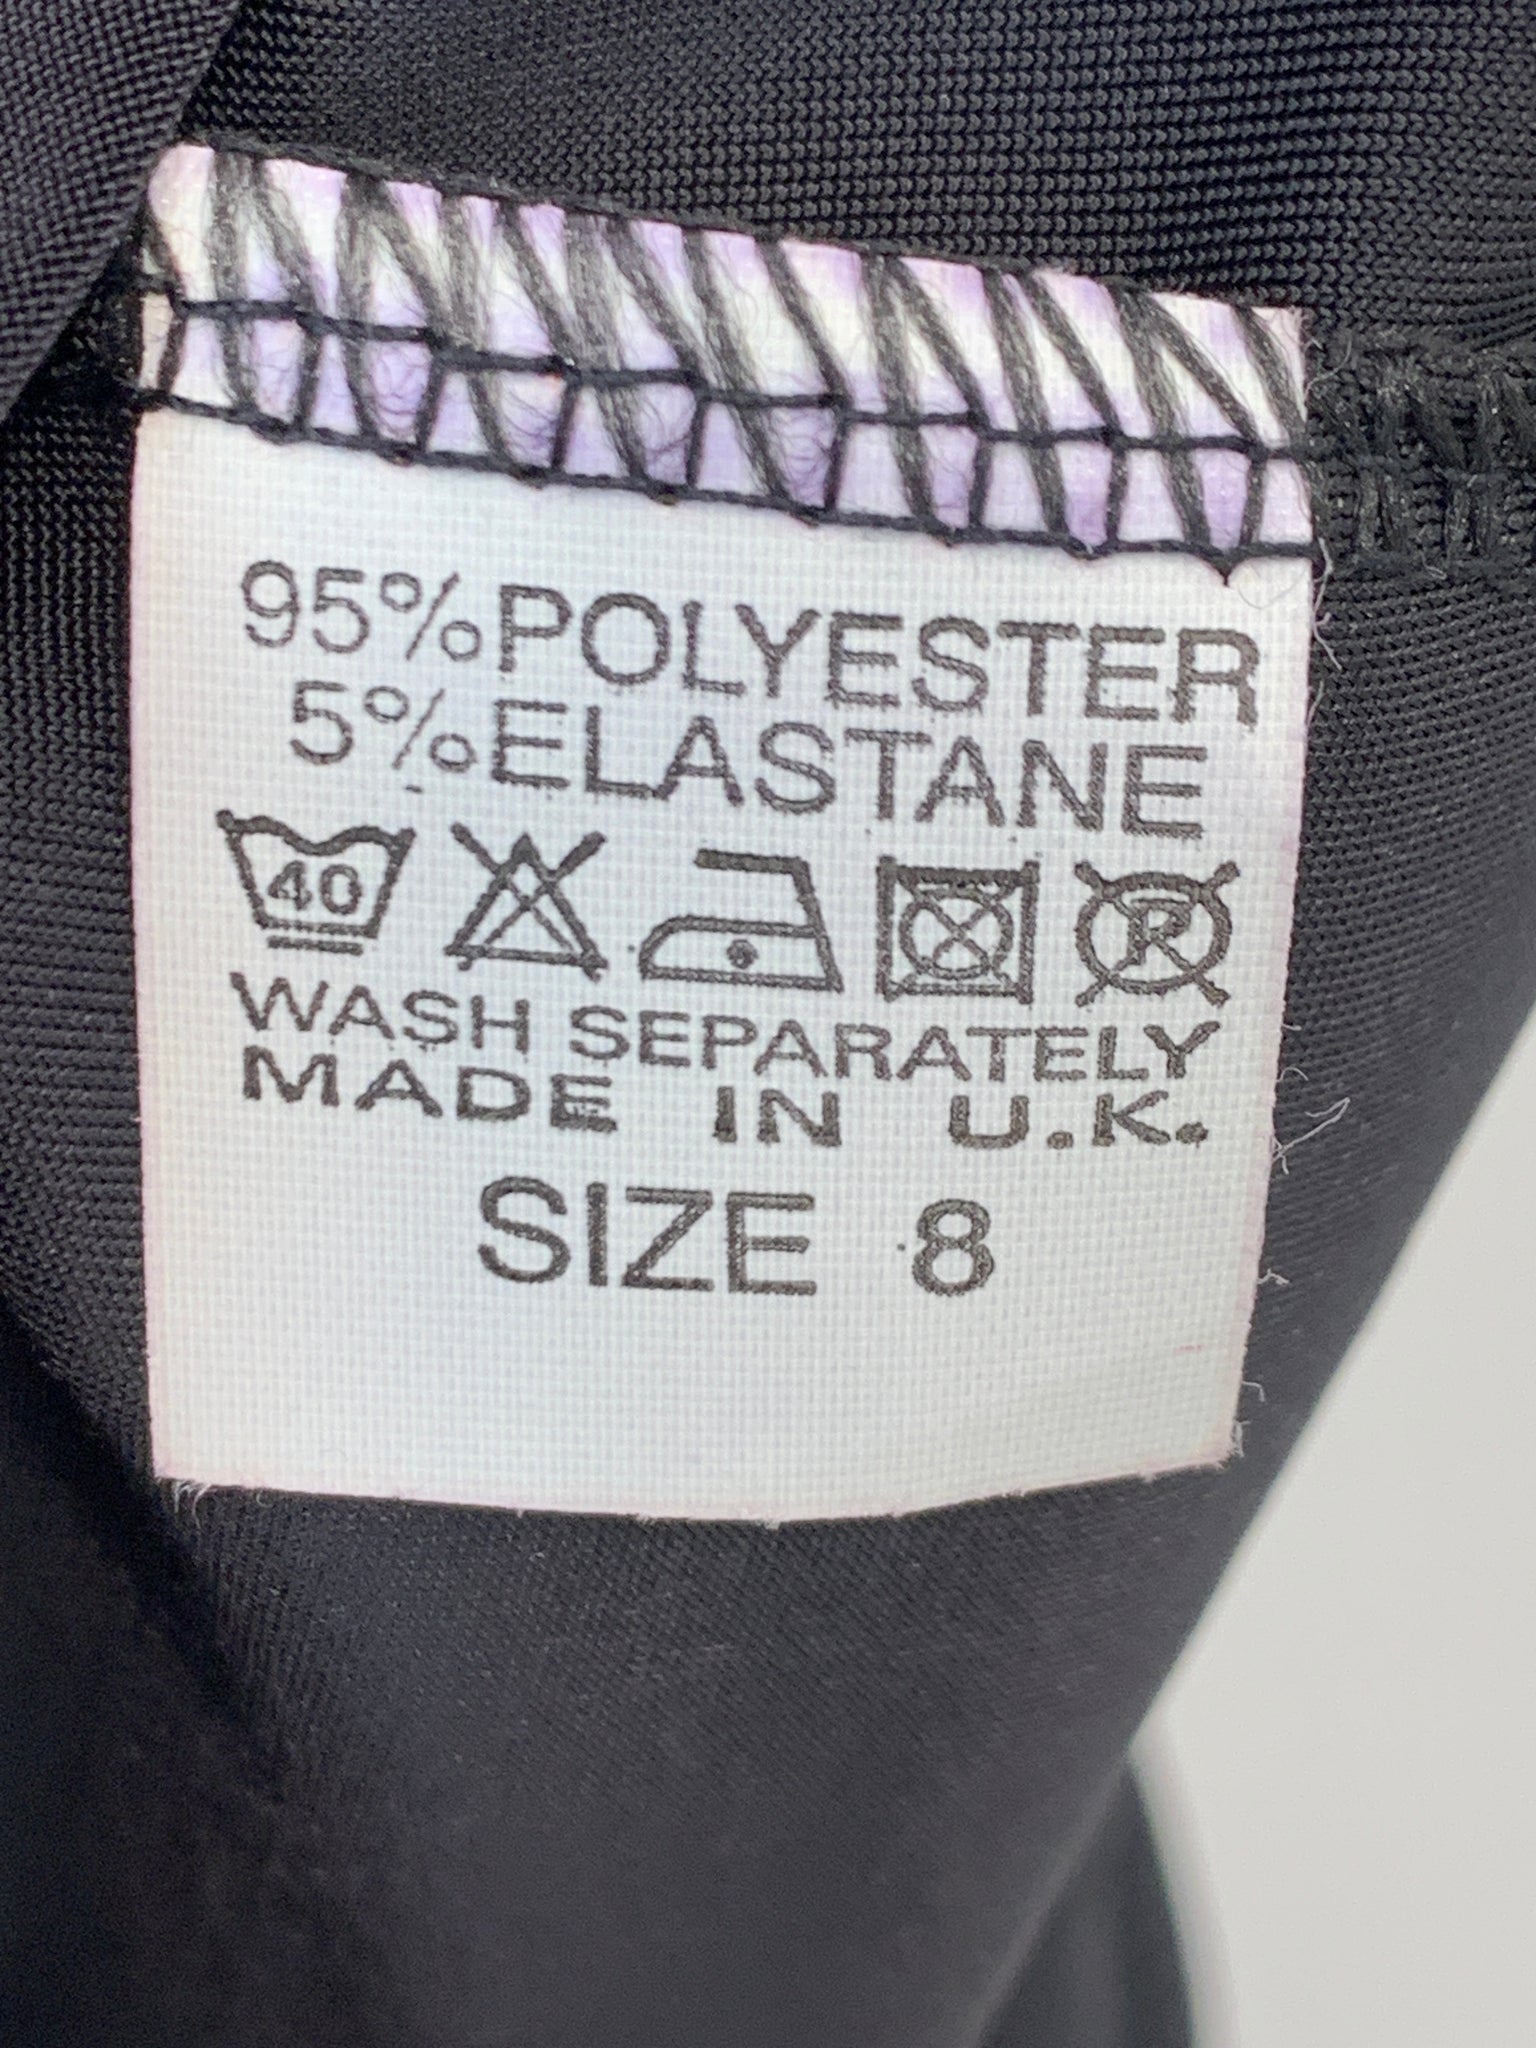 95% POLYESTER
5% ELASTANE
40
R
WASH SEPARATELY
MADE IN U.K.
SIZE 8